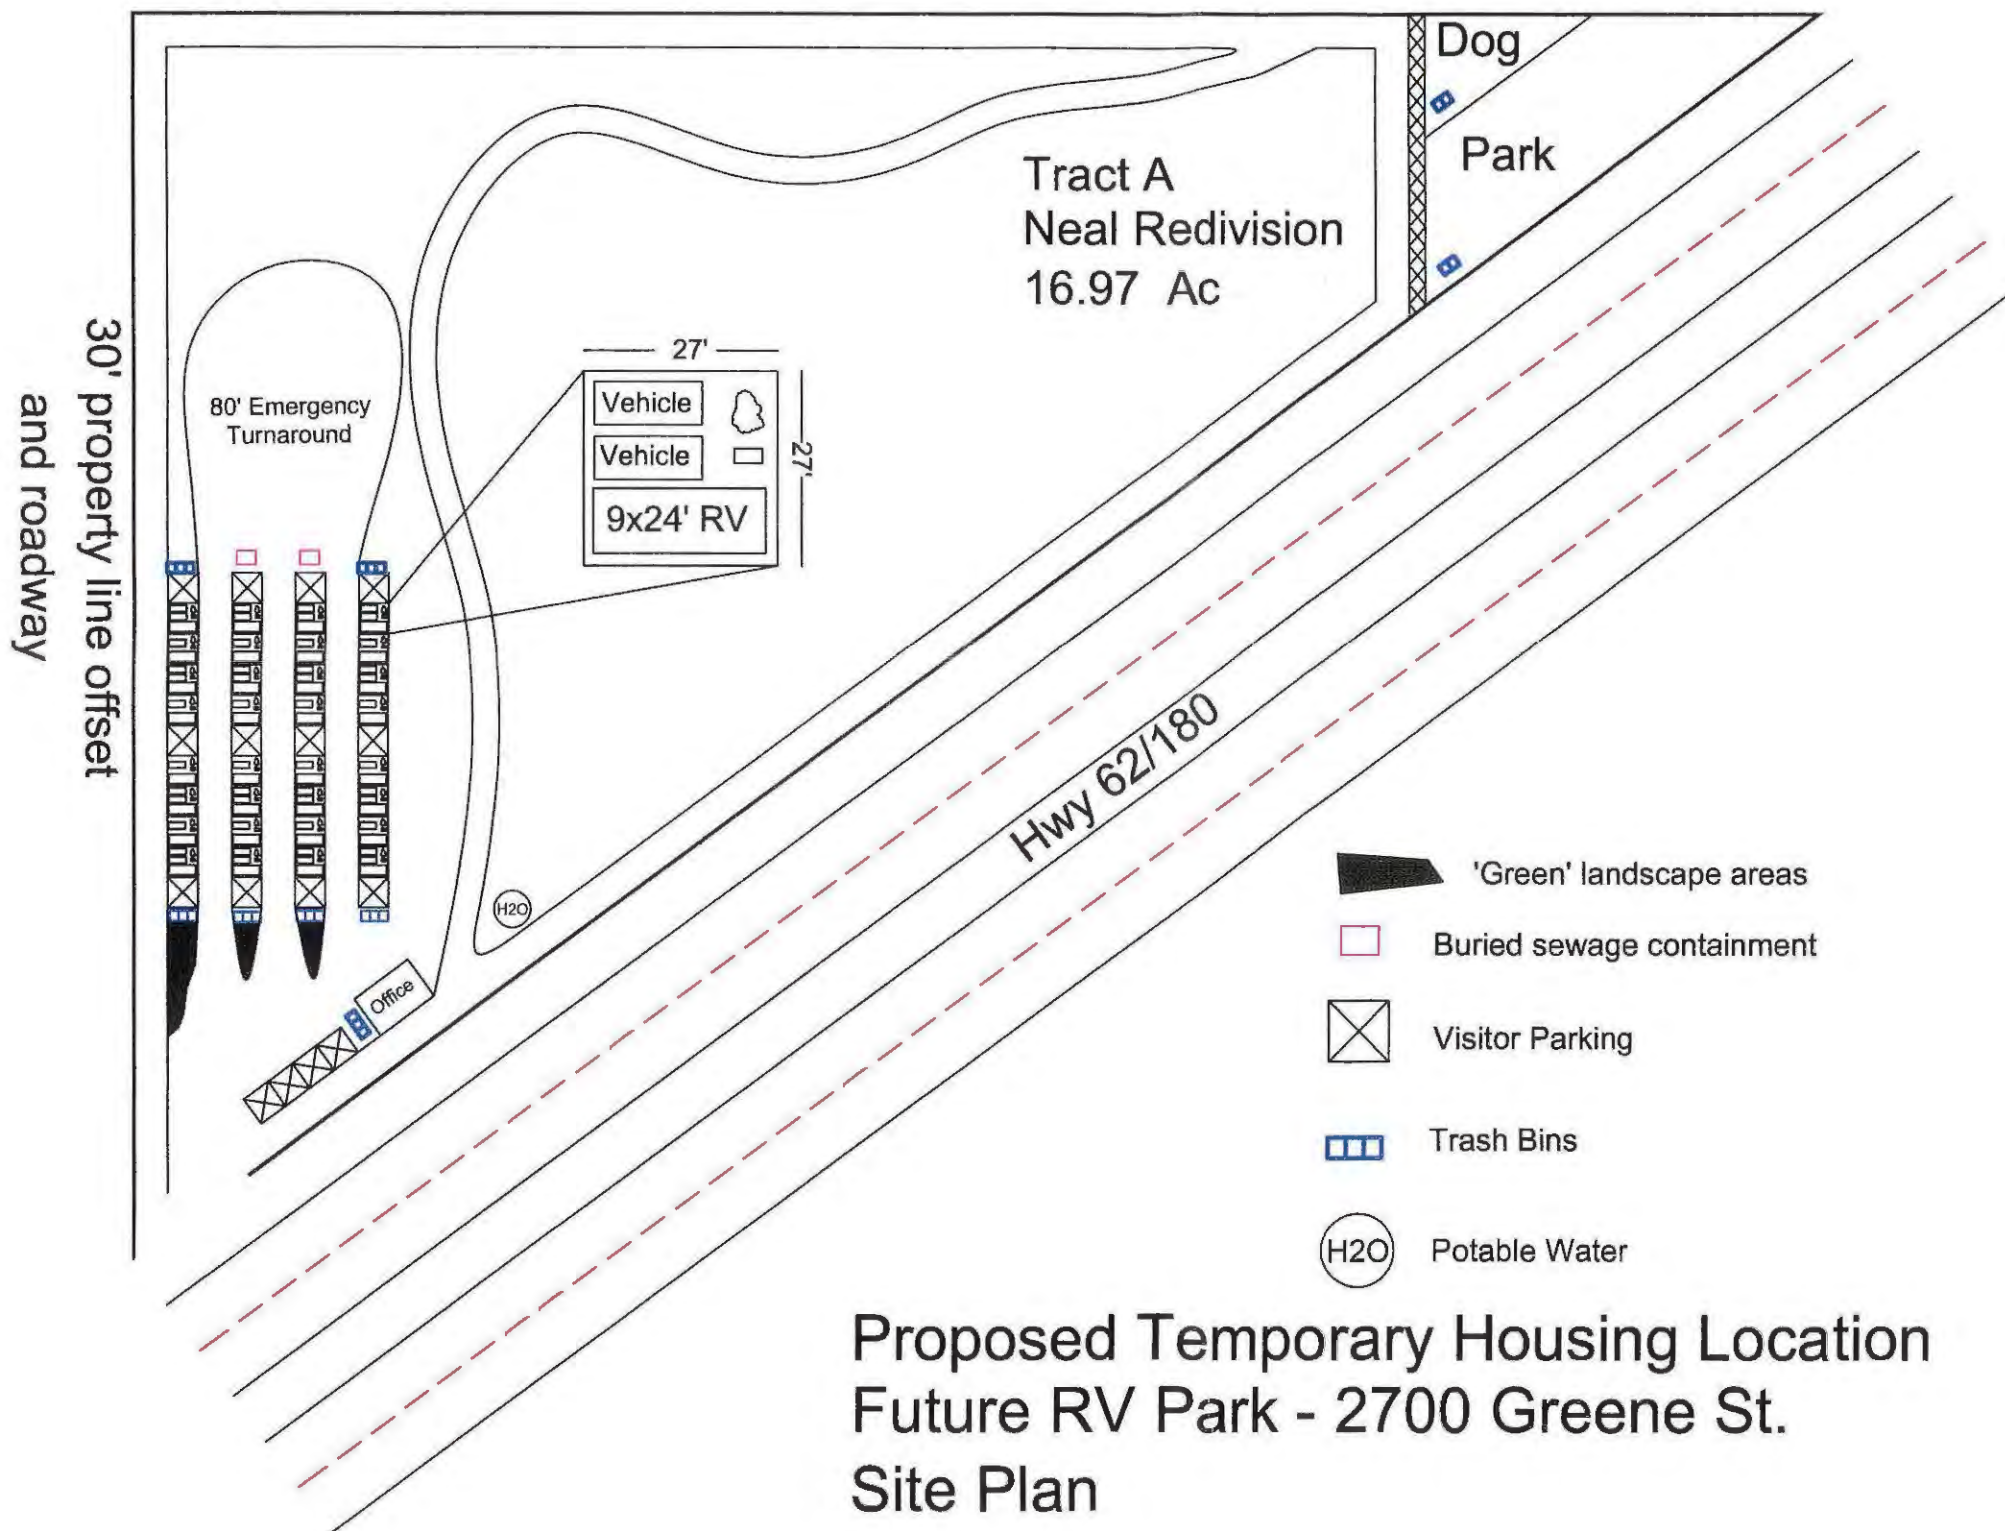 Dog
Park
Tract A
Neal Redivision
16.97 Ac
30' property line offset
and roadway
80' Emergency
Turnaround
27'
27'
Vehicle
Vehicle
9x24' RV
Hwy 62/180
H2O
Office
'Green' landscape areas
Buried sewage containment
Visitor Parking
Trash Bins
H2O
Potable Water
Proposed Temporary Housing Location
Future RV Park - 2700 Greene St.
Site Plan